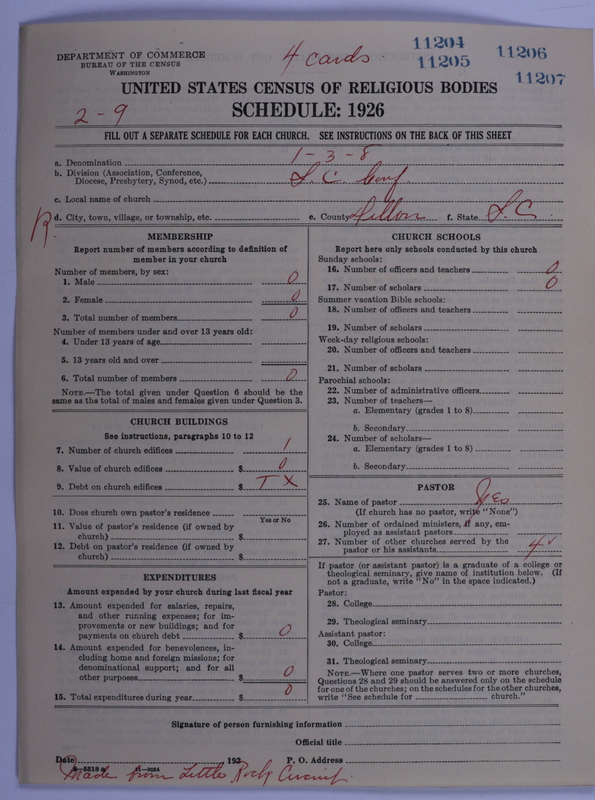 DEPARTMENT OF COMMERCE
BUREAU OF THE CENSUS
WASHINGTON
4 cards
11204
11205
11206
11207
UNITED STATES CENSUS OF RELIGIOUS BODIES
2-9
SCHEDULE: 1926
FILL OUT A SEPARATE SCHEDULE FOR EACH CHURCH. SEE INSTRUCTIONS ON THE BACK OF THIS SHEET
a. Denomination 1-3-8
b. Division (Association, Conference,
Diocese, Presbytery, Synod, etc.) S.C. Conf.
c. Local name of church
R. d. City, town, village, or township, etc. e. County Dillon f. State S.C.
MEMBERSHIP
Report number of members according to definition of
member in your church
Number of members, by sex:
1. Male 0
2. Female 0
3. Total number of members 0
Number of members under and over 13 years old:
4. Under 13 years of age
5. 13 years old and over
6. Total number of members 0
NOTE.—The total given under Question 6 should be the
same as the total of males and females given under Question 3.
CHURCH BUILDINGS
See instructions, paragraphs 10 to 12
7. Number of church edifices 1
8. Value of church edifices $ 0
9. Debt on church edifices $ T X
10. Does church own pastor's residence
Yes or No
11. Value of pastor's residence (if owned by
church) $
12. Debt on pastor's residence (if owned by
church) $
EXPENDITURES
Amount expended by your church during last fiscal year
13. Amount expended for salaries, repairs,
and other running expenses; for im-
provements or new buildings; and for
payments on church debt $ 0
14. Amount expended for benevolences, in-
cluding home and foreign missions; for
denominational support; and for all
other purposes $ 0
15. Total expenditures during year $ 0
CHURCH SCHOOLS
Report here only schools conducted by this church
Sunday schools:
16. Number of officers and teachers 0
17. Number of scholars 0
Summer vacation Bible schools:
18. Number of officers and teachers
19. Number of scholars
Week-day religious schools:
20. Number of officers and teachers
21. Number of scholars
Parochial schools:
22. Number of administrative officers
23. Number of teachers—
a. Elementary (grades 1 to 8)
b. Secondary
24. Number of scholars—
a. Elementary (grades 1 to 8)
b. Secondary
PASTOR
25. Name of pastor Yes
(If church has no pastor, write "None")
26. Number of ordained ministers, if any, em-
ployed as assistant pastors
27. Number of other churches served by the
pastor or his assistants 4 ✓
If pastor (or assistant pastor) is a graduate of a college or
theological seminary, give name of institution below. (If
not a graduate, write "No" in the space indicated.)
Pastor:
28. College
29. Theological seminary
Assistant pastor:
30. College
31. Theological seminary
NOTE.—Where one pastor serves two or more churches,
Questions 28 and 29 should be answered only on the schedule
for one of the churches; on the schedules for the other churches,
write "See schedule for church."
Signature of person furnishing information
Official title
Date 192 P. O. Address
8-5518 a 11-9034
Made from Little Rock Circuit.